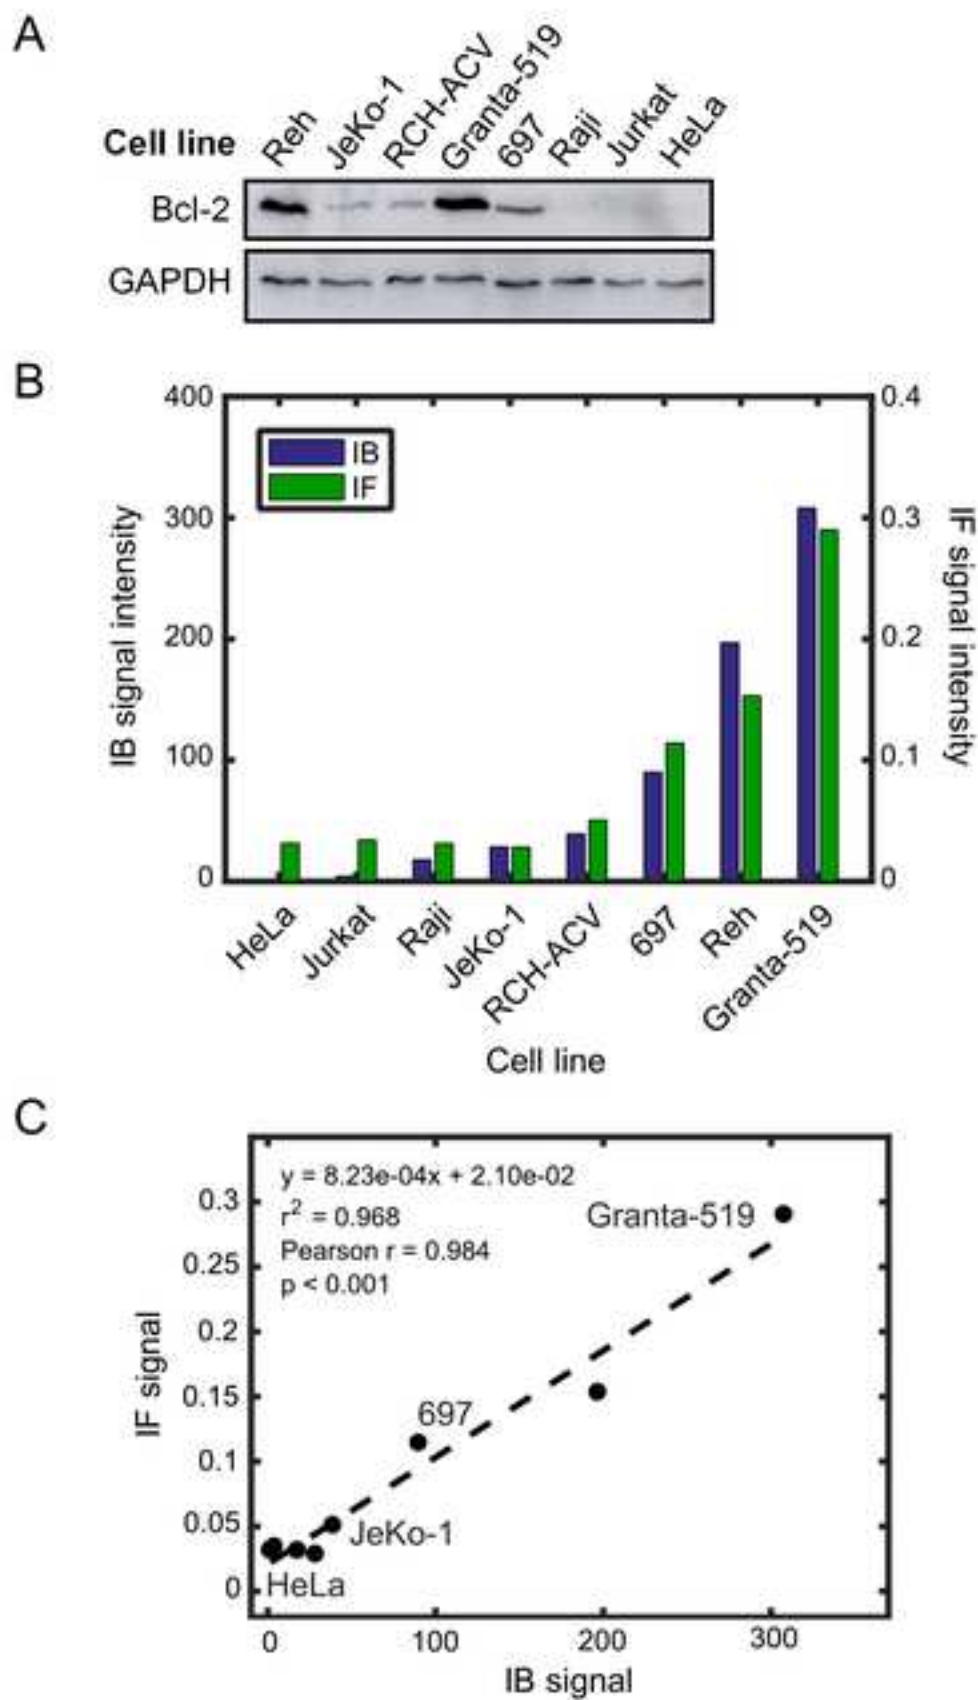 A
Cell line Reh JeKo-1 RCH-ACV Granta-519 697 Raji Jurkat HeLa
Bcl-2
GAPDH
B
400 0.4
IB
IF
300 0.3
200 0.2
100 0.1
0 0
IB signal intensity
IF signal intensity
HeLa Jurkat Raji JeKo-1 RCH-ACV 697 Reh Granta-519
Cell line
C
y = 8.23e-04x + 2.10e-02
r² = 0.968
Pearson r = 0.984
p < 0.001
Granta-519
697
JeKo-1
HeLa
0.3
0.25
0.2
0.15
0.1
0.05
0
IF signal
0 100 200 300
IB signal